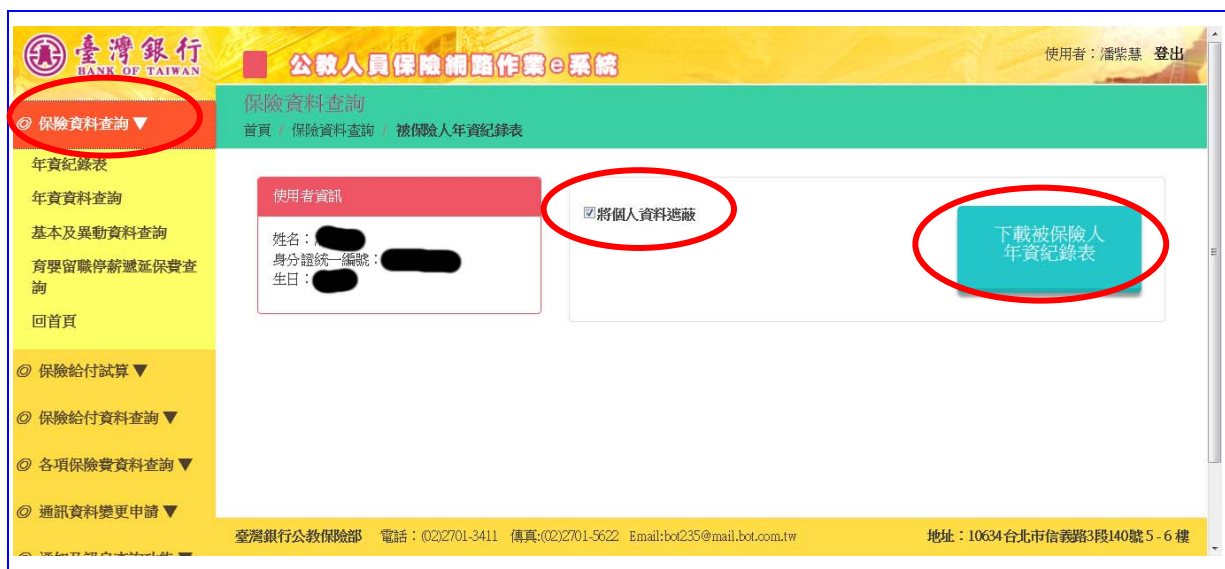 臺灣銀行
BANK OF TAIWAN
公教人員保險網路作業e系統
使用者：潘紫慧 登出
◎ 保險資料查詢▼
保險資料查詢
首頁 / 保險資料查詢 / 被保險人年資紀錄表
年資紀錄表
年資資料查詢
基本及異動資料查詢
育嬰留職停薪遞延保費查
詢
回首頁
◎ 保險給付試算▼
◎ 保險給付資料查詢▼
◎ 各項保險費資料查詢▼
◎ 通訊資料變更申請▼
使用者資訊
姓名：
身分證統一編號：
生日：
將個人資料遮蔽
下載被保險人
年資紀錄表
臺灣銀行公教保險部 電話：(02)2701-3411 傳真:(02)2701-5622 Email:bot235@mail.bot.com.tw
地址：10634台北市信義路3段140號5-6樓